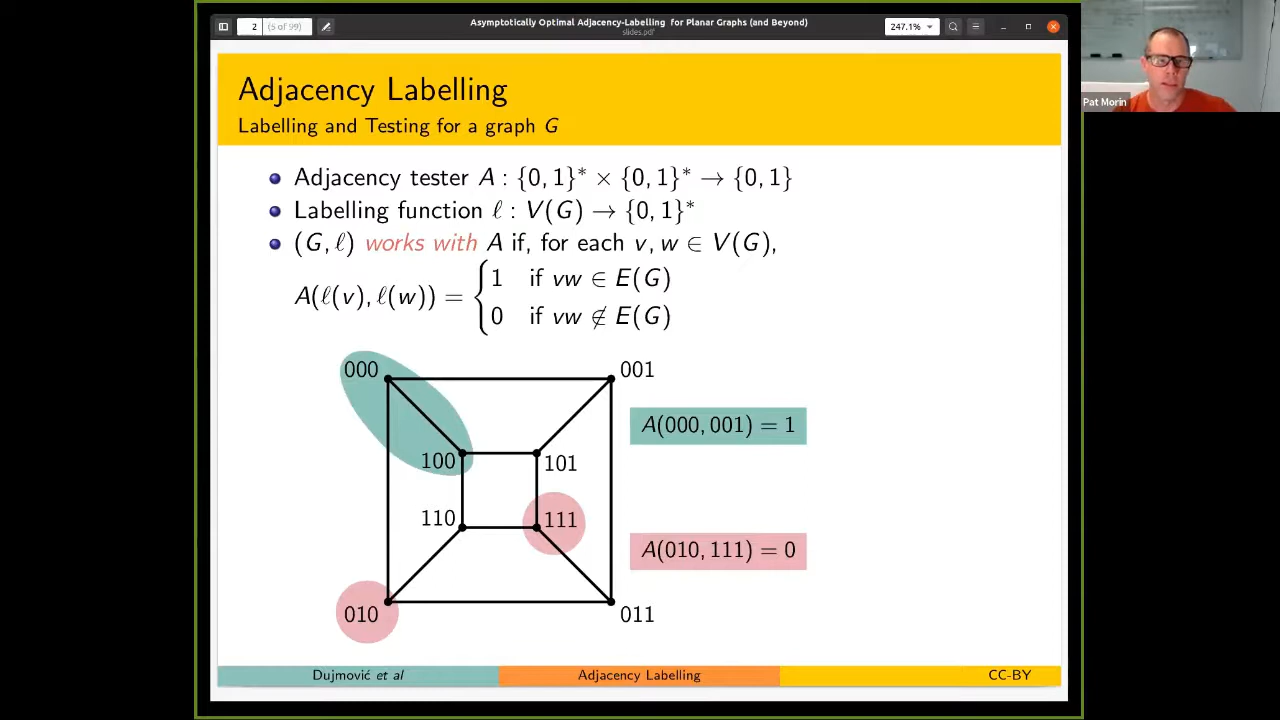 Asymptotically Optimal Adjacency-Labelling for Planar Graphs (and Beyond)
slides.pdf
2 (5 of 99)
247.1%
Pat Morin
Adjacency Labelling
Labelling and Testing for a graph G
Adjacency tester A : {0, 1}* × {0, 1}* → {0, 1}
Labelling function ℓ : V(G) → {0, 1}*
(G, ℓ) works with A if, for each v, w ∈ V(G),
A(ℓ(v), ℓ(w)) = { 1 if vw ∈ E(G)
0 if vw ∉ E(G)
000 001
A(000, 001) = 1
100 101
110 111
A(010, 111) = 0
010 011
Dujmović et al Adjacency Labelling CC-BY